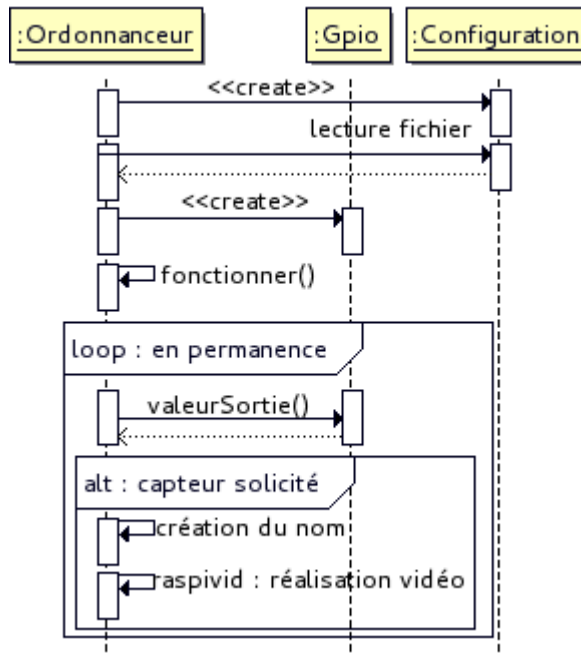 :Ordonnanceur
:Gpio
:Configuration
<<create>>
lecture fichier
<<create>>
fonctionner()
loop : en permanence
valeurSortie()
alt : capteur solicité
création du nom
raspivid : réalisation vidéo